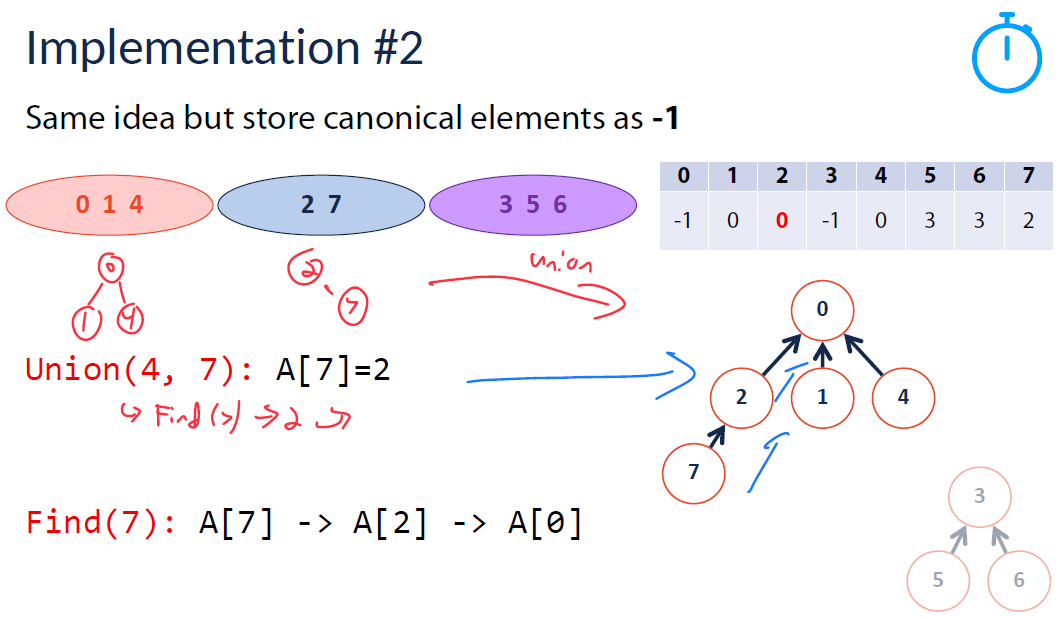 Implementation #2
Same idea but store canonical elements as -1
0 1 4
2 7
3 5 6
0 1 2 3 4 5 6 7
-1 0 0 -1 0 3 3 2
0
1 4
2
7
union
Union(4, 7): A[7]=2
↳ Find(7) → 2
Find(7): A[7] -> A[2] -> A[0]
0
2 1 4
7
3
5 6